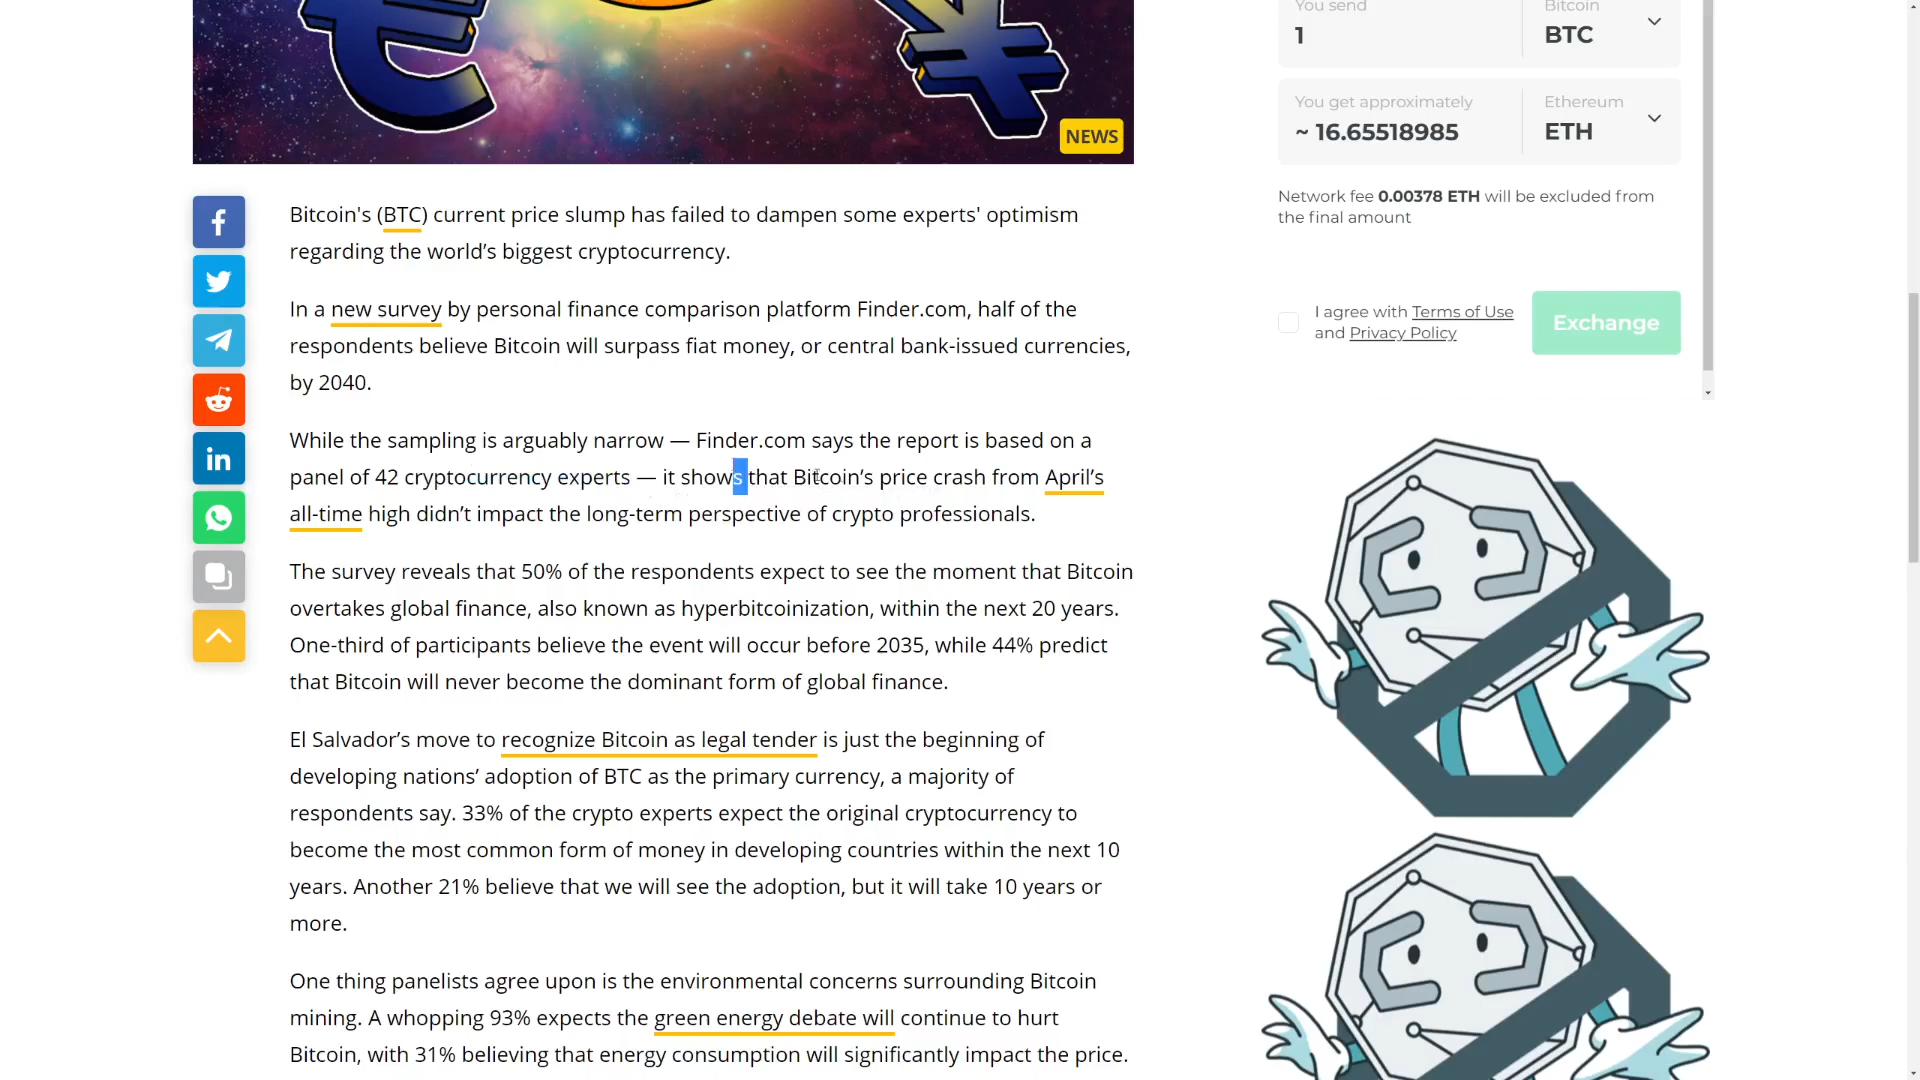 NEWS
Bitcoin's (BTC) current price slump has failed to dampen some experts' optimism
regarding the world’s biggest cryptocurrency.
In a new survey by personal finance comparison platform Finder.com, half of the
respondents believe Bitcoin will surpass fiat money, or central bank-issued currencies,
by 2040.
While the sampling is arguably narrow — Finder.com says the report is based on a
panel of 42 cryptocurrency experts — it shows that Bitcoin’s price crash from April’s
all-time high didn’t impact the long-term perspective of crypto professionals.
The survey reveals that 50% of the respondents expect to see the moment that Bitcoin
overtakes global finance, also known as hyperbitcoinization, within the next 20 years.
One-third of participants believe the event will occur before 2035, while 44% predict
that Bitcoin will never become the dominant form of global finance.
El Salvador’s move to recognize Bitcoin as legal tender is just the beginning of
developing nations’ adoption of BTC as the primary currency, a majority of
respondents say. 33% of the crypto experts expect the original cryptocurrency to
become the most common form of money in developing countries within the next 10
years. Another 21% believe that we will see the adoption, but it will take 10 years or
more.
One thing panelists agree upon is the environmental concerns surrounding Bitcoin
mining. A whopping 93% expects the green energy debate will continue to hurt
Bitcoin, with 31% believing that energy consumption will significantly impact the price.
You send
1
Bitcoin
BTC
You get approximately
~ 16.65518985
Ethereum
ETH
Network fee 0.00378 ETH will be excluded from
the final amount
I agree with Terms of Use
and Privacy Policy
Exchange